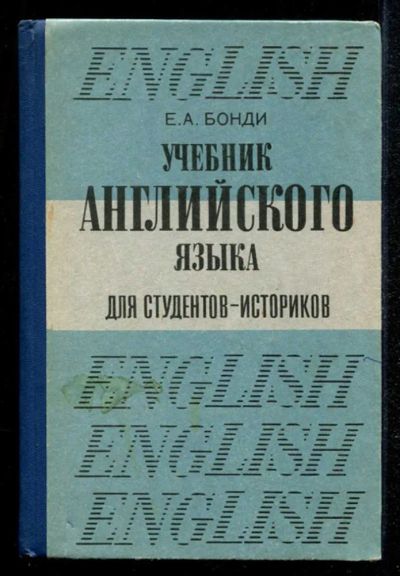 ENGLISH
Е.А. БОНДИ
УЧЕБНИК
АНГЛИЙСКОГО
ЯЗЫКА
ДЛЯ СТУДЕНТОВ-ИСТОРИКОВ
ENGLISH
ENGLISH
ENGLISH